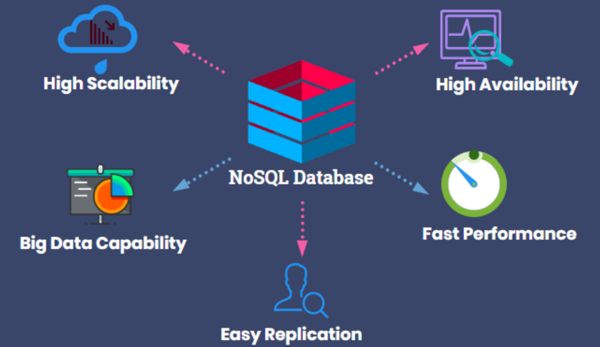 High Scalability
High Availability
NoSQL Database
Big Data Capability
Fast Performance
Easy Replication